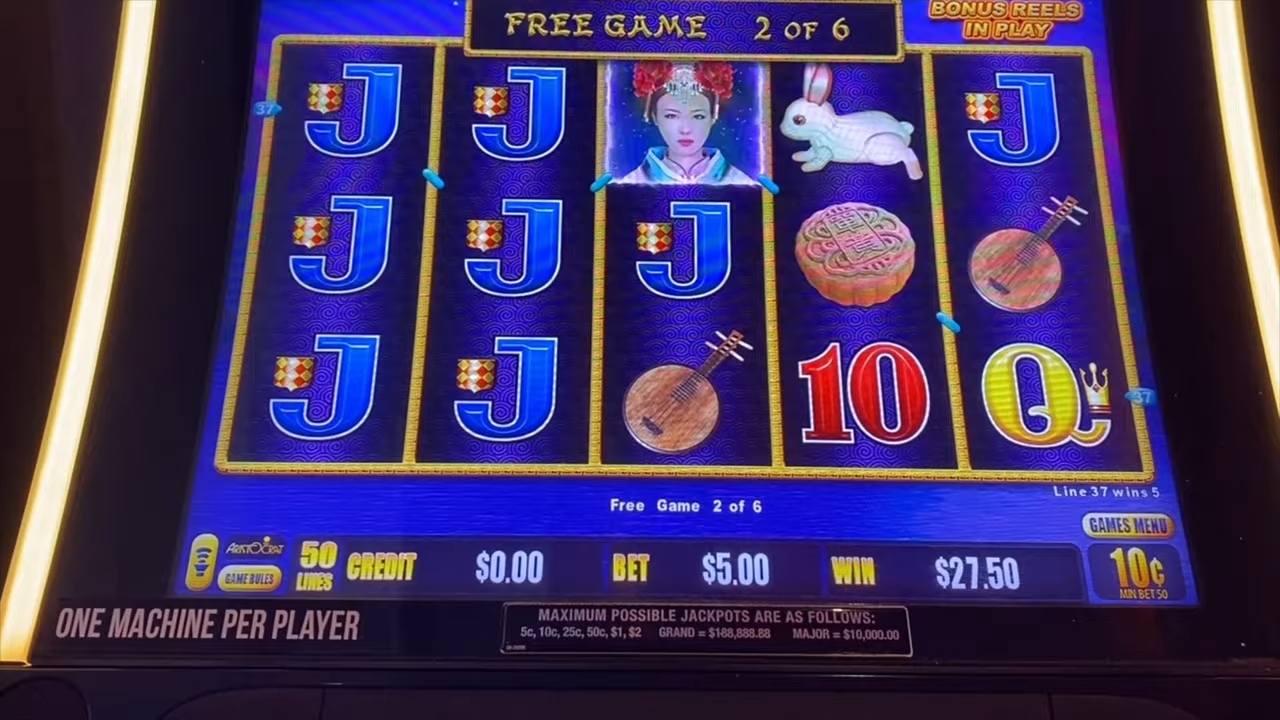 FREE GAME 2 OF 6
BONUS REELS
IN PLAY
37
J J J
J J J
J J 10 Q
37
Line 37 wins 5
Free Game 2 of 6
GAMES MENU
ARISTOCRAT
GAME RULES
50
LINES
CREDIT $0.00 BET $5.00 WIN $27.50
10¢
MIN BET 50
ONE MACHINE PER PLAYER
MAXIMUM POSSIBLE JACKPOTS ARE AS FOLLOWS:
5c, 10c, 25c, 50c, $1, $2 GRAND = $188,888.88 MAJOR = $10,000.00